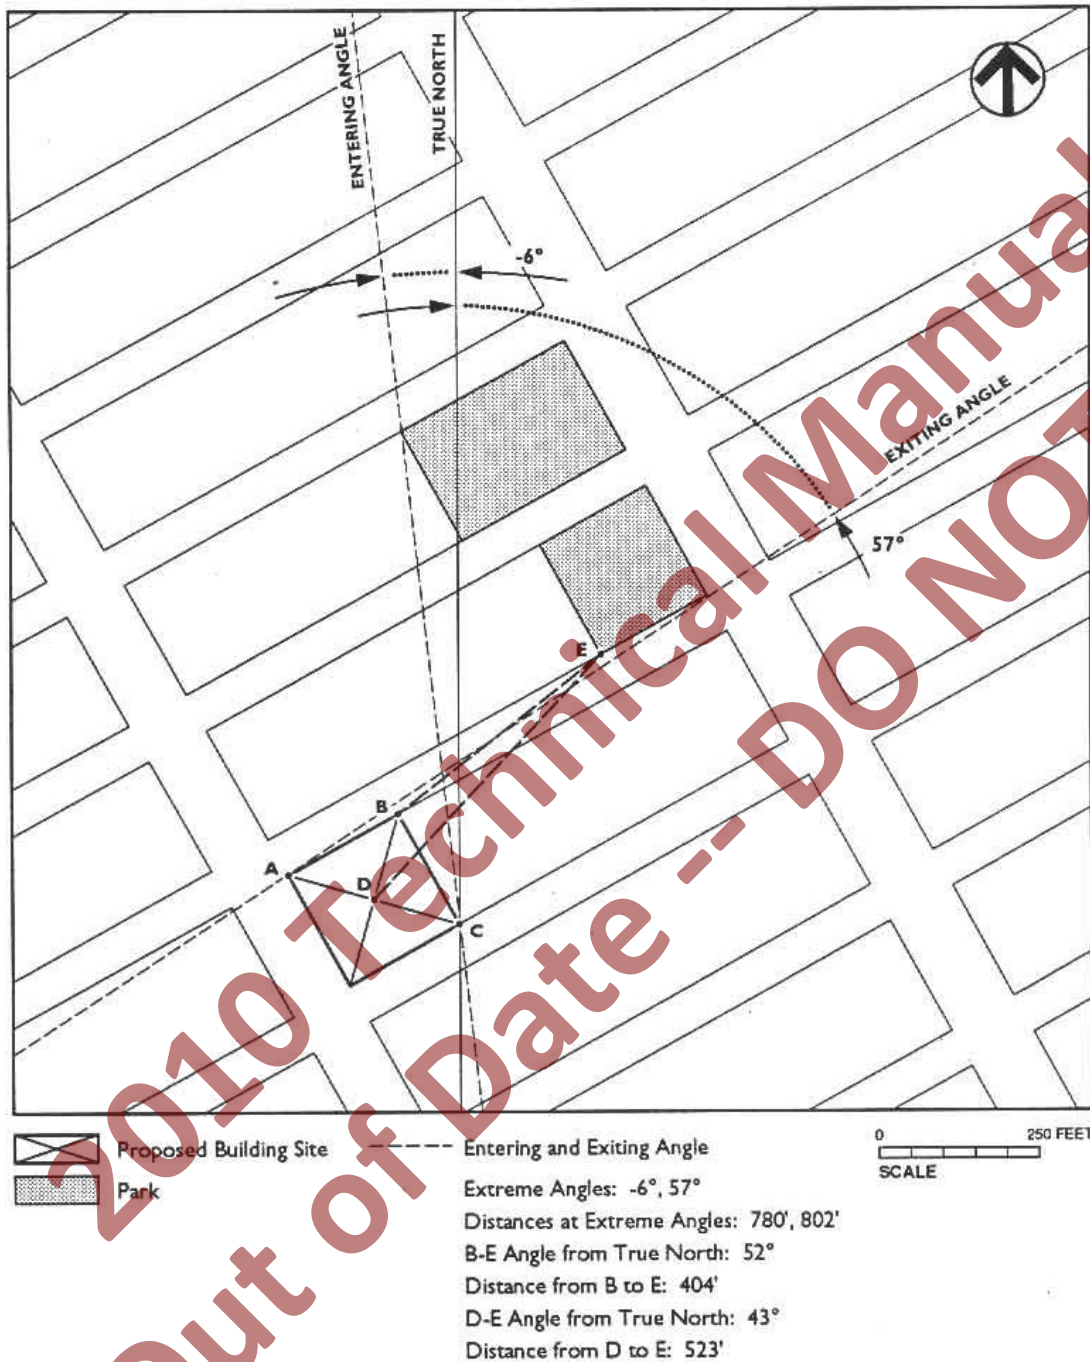 ENTERING ANGLE
TRUE NORTH
-6°
EXITING ANGLE
57°
E
B
A
D
C
2010 Technical Manual
Out of Date -- DO NOT
Proposed Building Site
Park
Entering and Exiting Angle
0 250 FEET
SCALE
Extreme Angles: -6°, 57°
Distances at Extreme Angles: 780', 802'
B-E Angle from True North: 52°
Distance from B to E: 404'
D-E Angle from True North: 43°
Distance from D to E: 523'